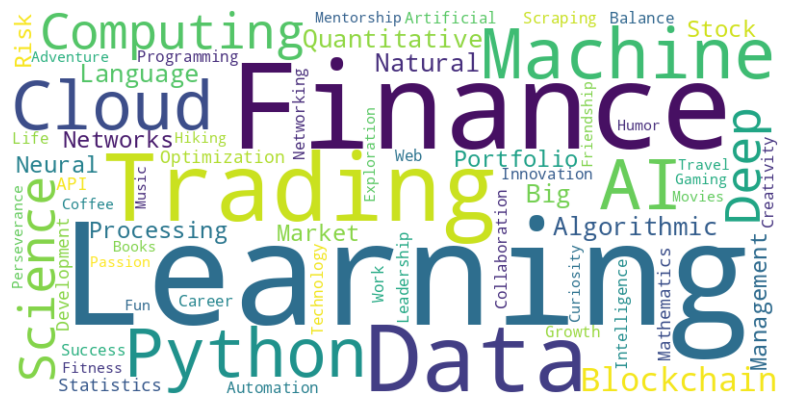 Mentorship
Artificial
Scraping
Balance
Risk
Computing
Quantitative
Machine
Stock
Adventure
Programming
Language
Natural
Cloud
Finance
Life
Networks
Hiking
Networking
Exploration
Friendship
Humor
Neural
Optimization
Web
Portfolio
Innovation
Travel
Gaming
Movies
API
Coffee
Music
Trading
Big
AI
Deep
Creativity
Science
Perseverance
Development
Processing
Books
Passion
Market
Algorithmic
Learning
Fun
Career
Technology
Work
Leadership
Collaboration
Curiosity
Intelligence
Mathematics
Management
Growth
Success
Fitness
Statistics
Python
Automation
Data
Blockchain